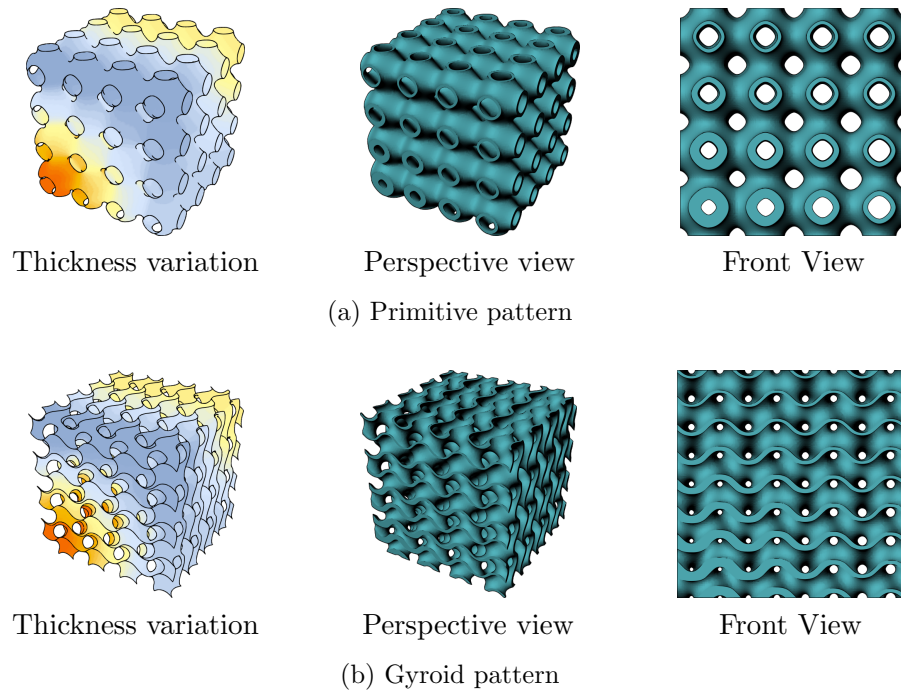 Thickness variation Perspective view Front View
(a) Primitive pattern
Thickness variation Perspective view Front View
(b) Gyroid pattern